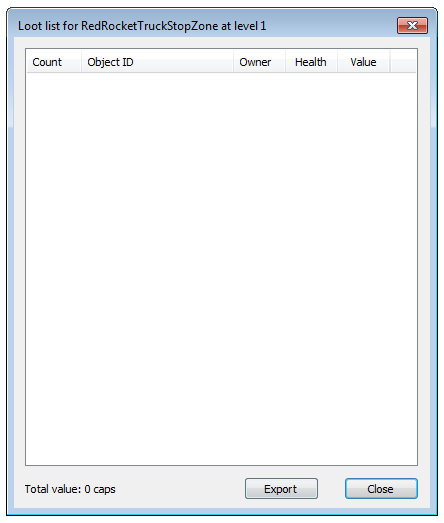 Loot list for RedRocketTruckStopZone at level 1
Count Object ID Owner Health Value
Total value: 0 caps Export Close